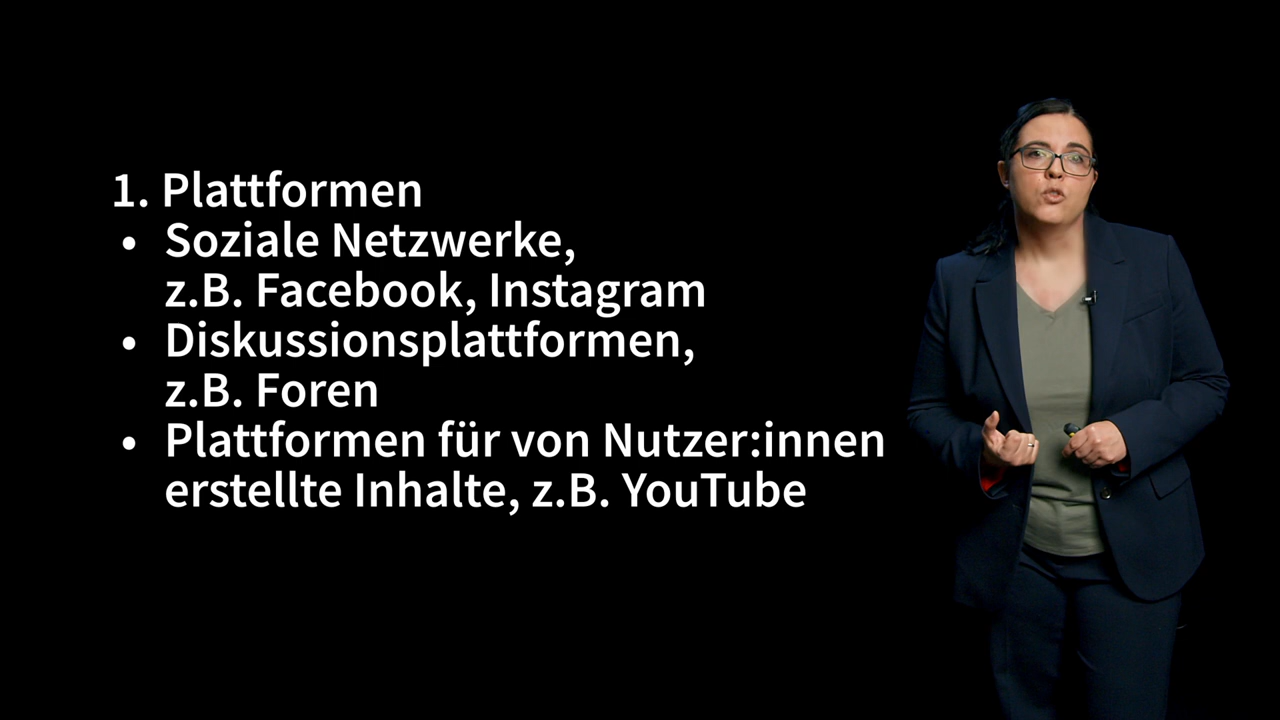 1. Plattformen
• Soziale Netzwerke,
z.B. Facebook, Instagram
• Diskussionsplattformen,
z.B. Foren
• Plattformen für von Nutzer:innen
erstellte Inhalte, z.B. YouTube